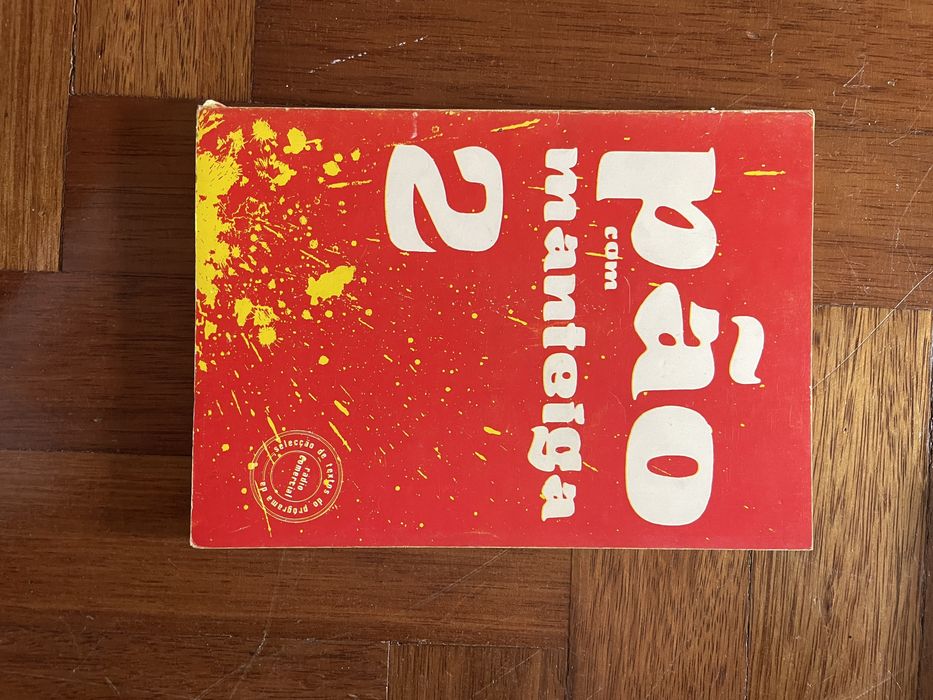 pão
com
manteiga
2
selecção de textos do programa da
rádio
comercial